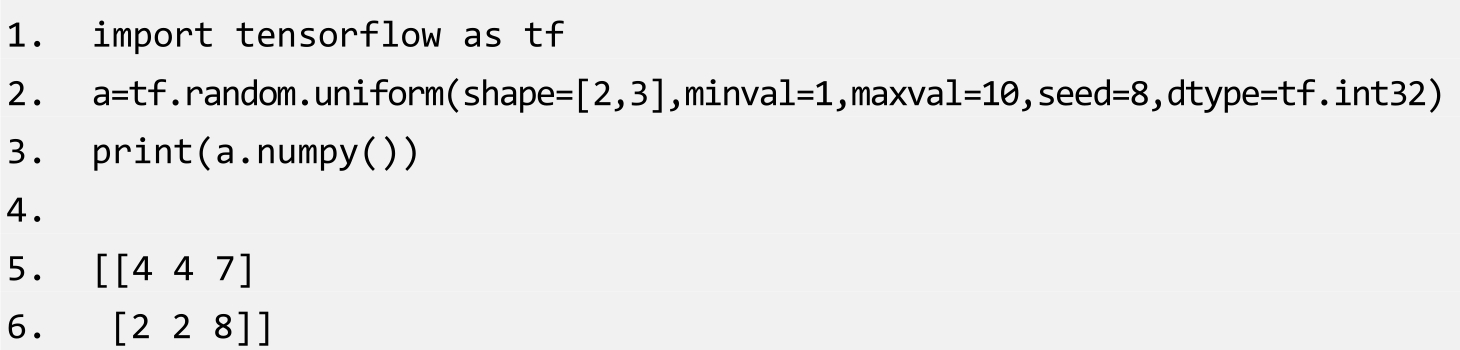 1. import tensorflow as tf
2. a=tf.random.uniform(shape=[2,3],minval=1,maxval=10,seed=8,dtype=tf.int32)
3. print(a.numpy())
4.
5. [[4 4 7]
6.  [2 2 8]]